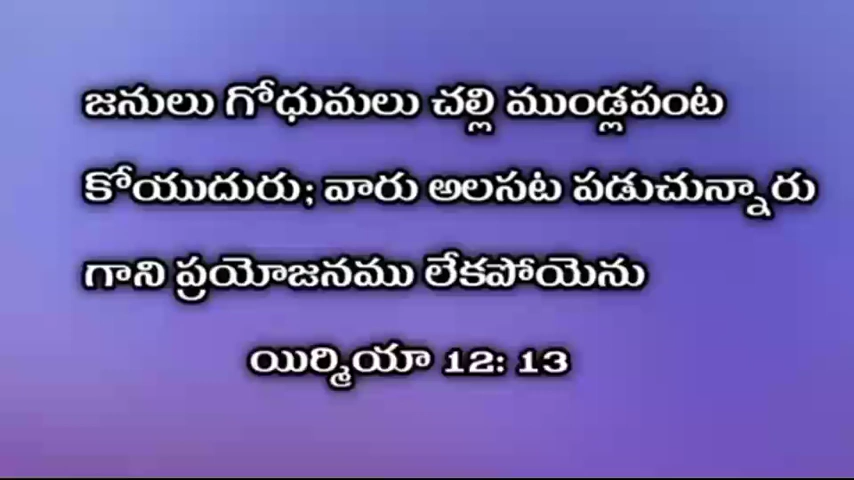 జనులు గోధుమలు చల్లి ముండ్లపంట
కోయుదురు; వారు అలసట పడుచున్నారు
గాని ప్రయోజనము లేకపోయెను
యిర్మియా 12: 13